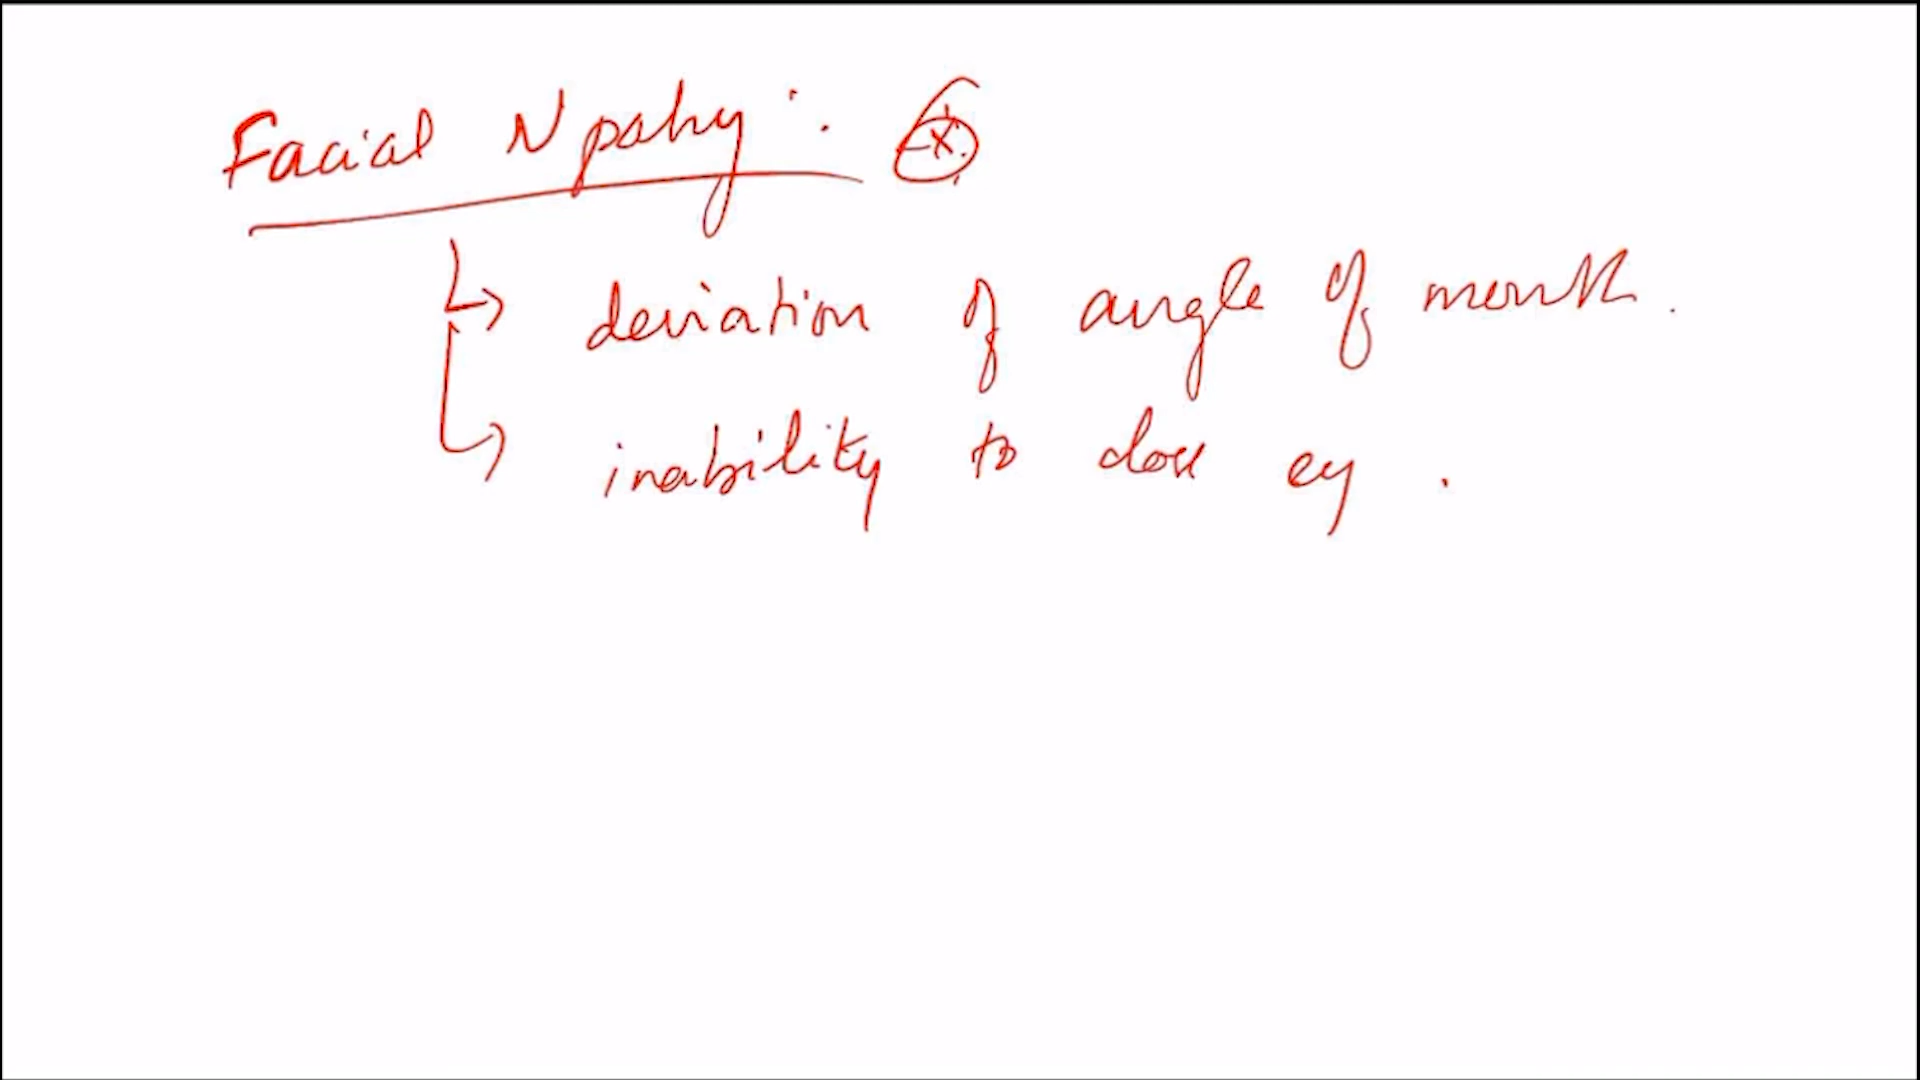 Facial N palsy :
deviation of angle of mouth.
inability to close eye.